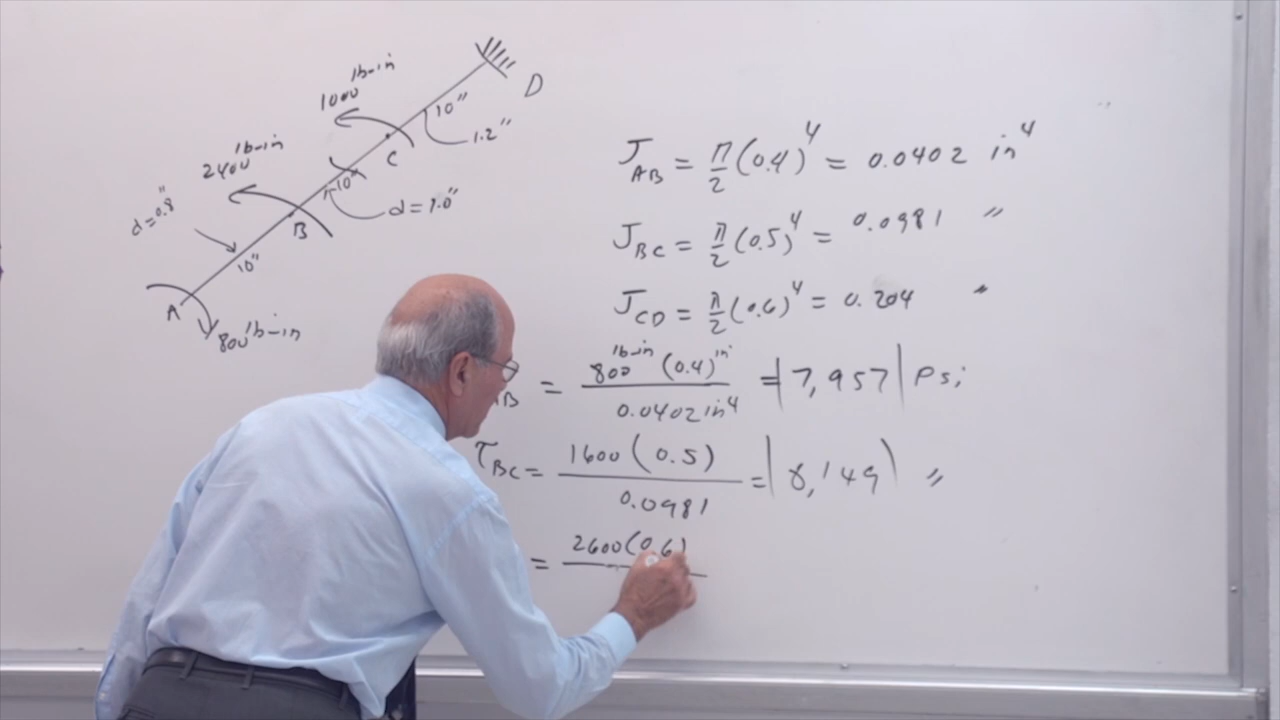 1000 lb-in
D
10"
1.2"
C
2400 lb-in
10"
d = 1.0"
d = 0.8"
B
10"
A
800 lb-in
J_AB = π/2 (0.4)^4 = 0.0402 in^4
J_BC = π/2 (0.5)^4 = 0.0981 〃
J_CD = π/2 (0.6)^4 = 0.204 〃
B = 800 lb-in (0.4) in / 0.0402 in^4 = |7,957| Psi
τ_BC = 1600 (0.5) / 0.0981 = |8,149| 〃
= 2600 (0.6)